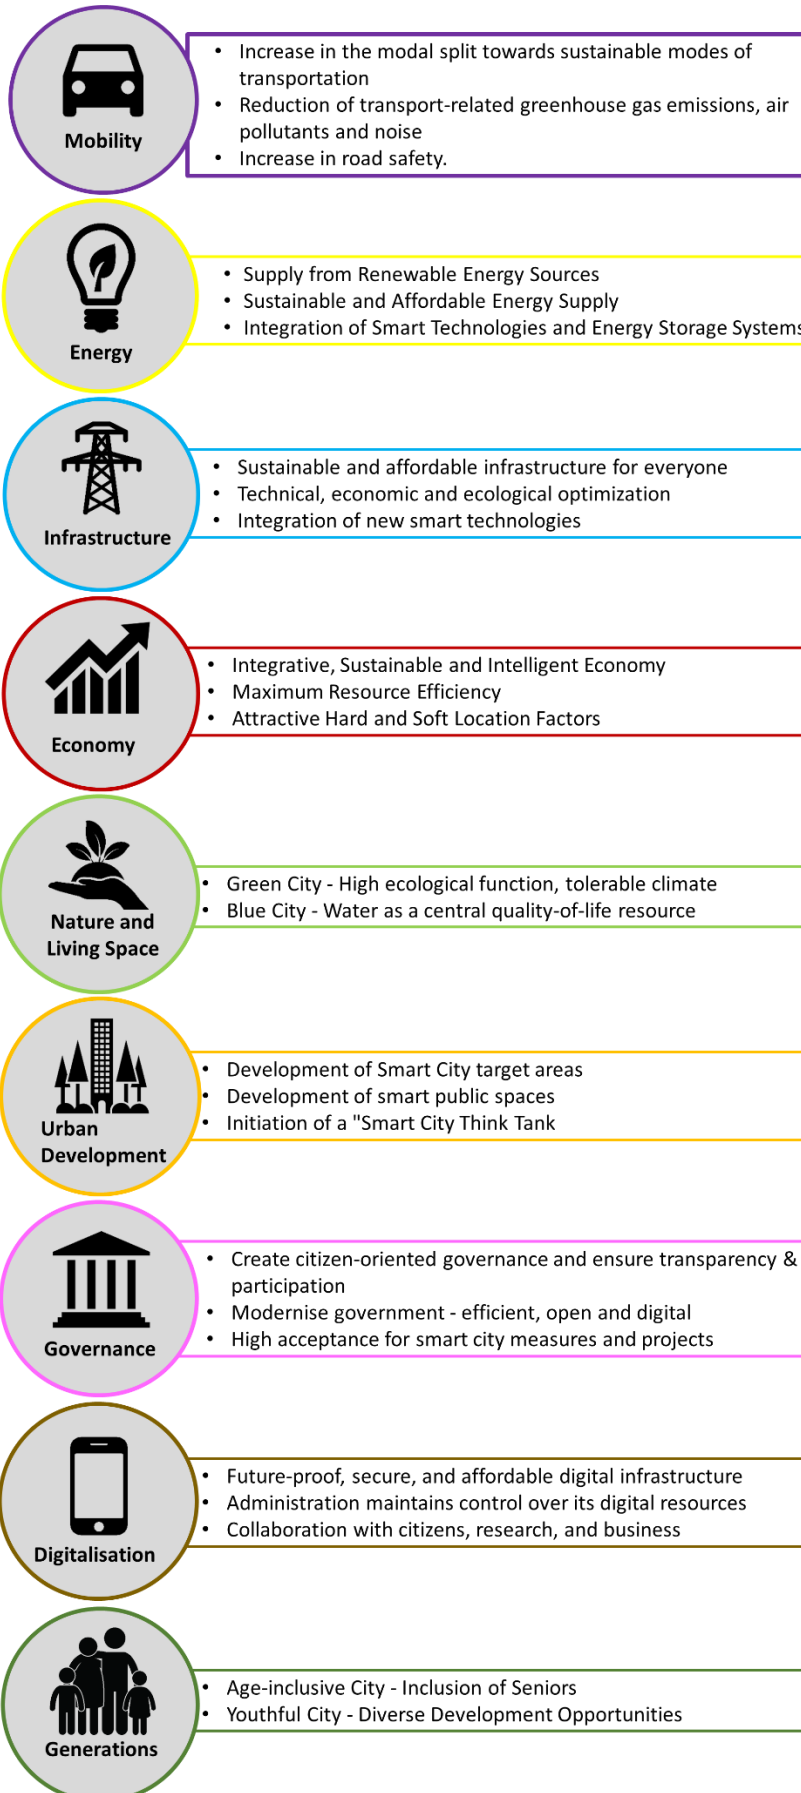 Mobility
• Increase in the modal split towards sustainable modes of
transportation
• Reduction of transport-related greenhouse gas emissions, air
pollutants and noise
• Increase in road safety.
Energy
• Supply from Renewable Energy Sources
• Sustainable and Affordable Energy Supply
• Integration of Smart Technologies and Energy Storage Systems
Infrastructure
• Sustainable and affordable infrastructure for everyone
• Technical, economic and ecological optimization
• Integration of new smart technologies
Economy
• Integrative, Sustainable and Intelligent Economy
• Maximum Resource Efficiency
• Attractive Hard and Soft Location Factors
Nature and
Living Space
• Green City - High ecological function, tolerable climate
• Blue City - Water as a central quality-of-life resource
Urban
Development
• Development of Smart City target areas
• Development of smart public spaces
• Initiation of a "Smart City Think Tank
Governance
• Create citizen-oriented governance and ensure transparency &
participation
• Modernise government - efficient, open and digital
• High acceptance for smart city measures and projects
Digitalisation
• Future-proof, secure, and affordable digital infrastructure
• Administration maintains control over its digital resources
• Collaboration with citizens, research, and business
Generations
• Age-inclusive City - Inclusion of Seniors
• Youthful City - Diverse Development Opportunities